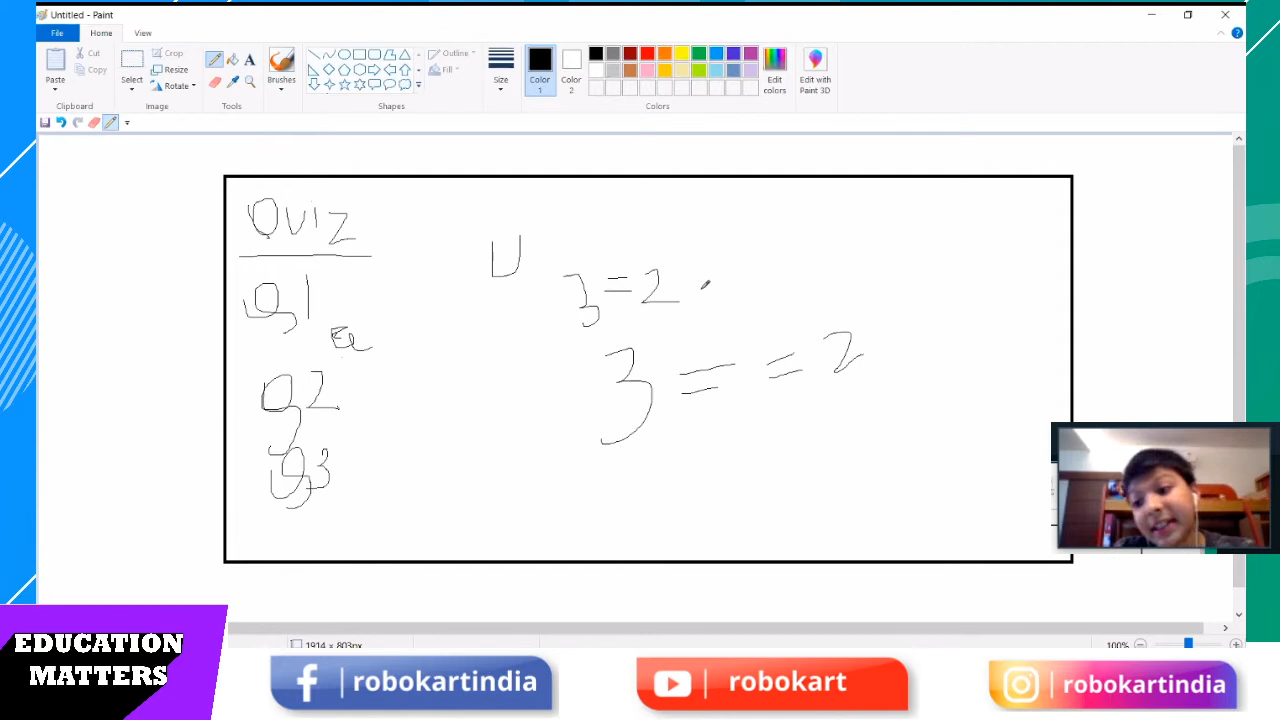 Untitled - Paint
File Home View
Paste
Cut
Copy
Clipboard
Select
Crop
Resize
Rotate
Image
Tools
Brushes
Shapes
Outline
Fill
Size
Color 1
Color 2
Colors
Edit colors
Edit with Paint 3D
QUIZ
Q1
Q2
Q3
3 = 2
3 = = 2
1914 × 803px
100%
EDUCATION
MATTERS
robokartindia
robokart
robokartindia